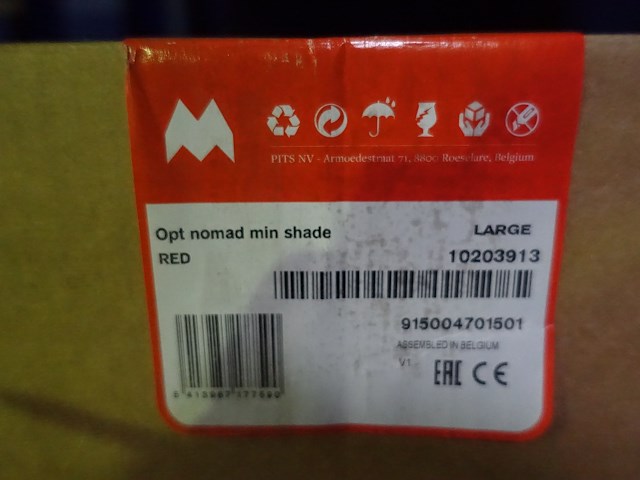 PITS NV - Armoedestraat 71, 8800 Roeselare, Belgium
Opt nomad min shade LARGE
RED 10203913
915004701501
ASSEMBLED IN BELGIUM
V1
EAC CE